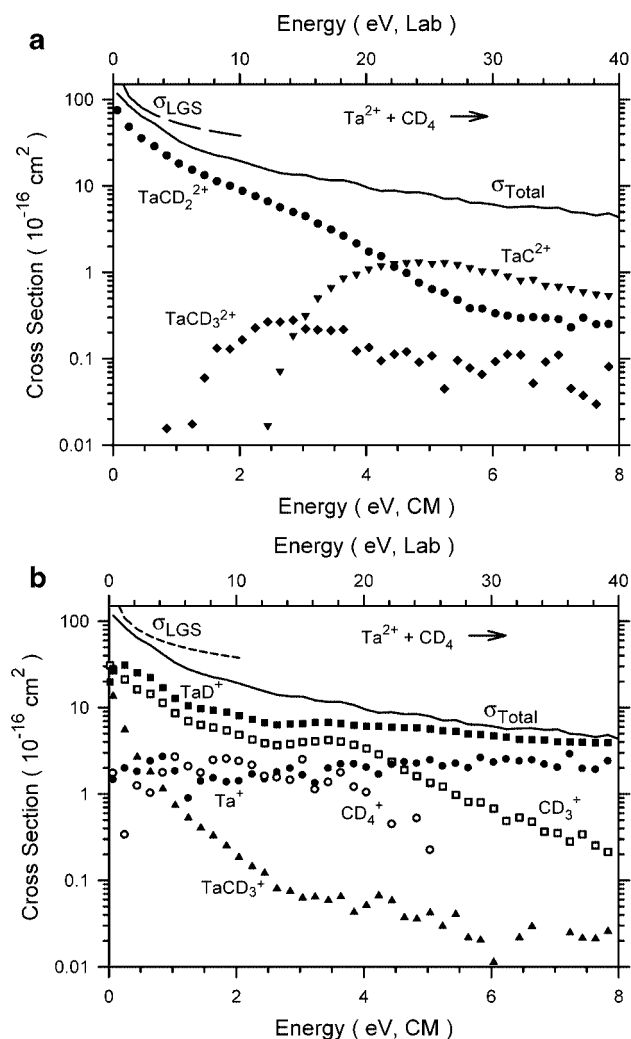 a
Energy ( eV, Lab)
0 10 20 30 40
Cross Section ( 10⁻¹⁶ cm²)
100
10
1
0.1
0.01
σLGS
Ta²⁺ + CD₄ →
TaCD₂²⁺
σTotal
TaC²⁺
TaCD₃²⁺
0 2 4 6 8
Energy ( eV, CM)
b
Energy ( eV, Lab)
0 10 20 30 40
Cross Section ( 10⁻¹⁶ cm²)
100
10
1
0.1
0.01
σLGS
Ta²⁺ + CD₄ →
TaD⁺
σTotal
Ta⁺
CD₄⁺
CD₃⁺
TaCD₃⁺
0 2 4 6 8
Energy ( eV, CM)